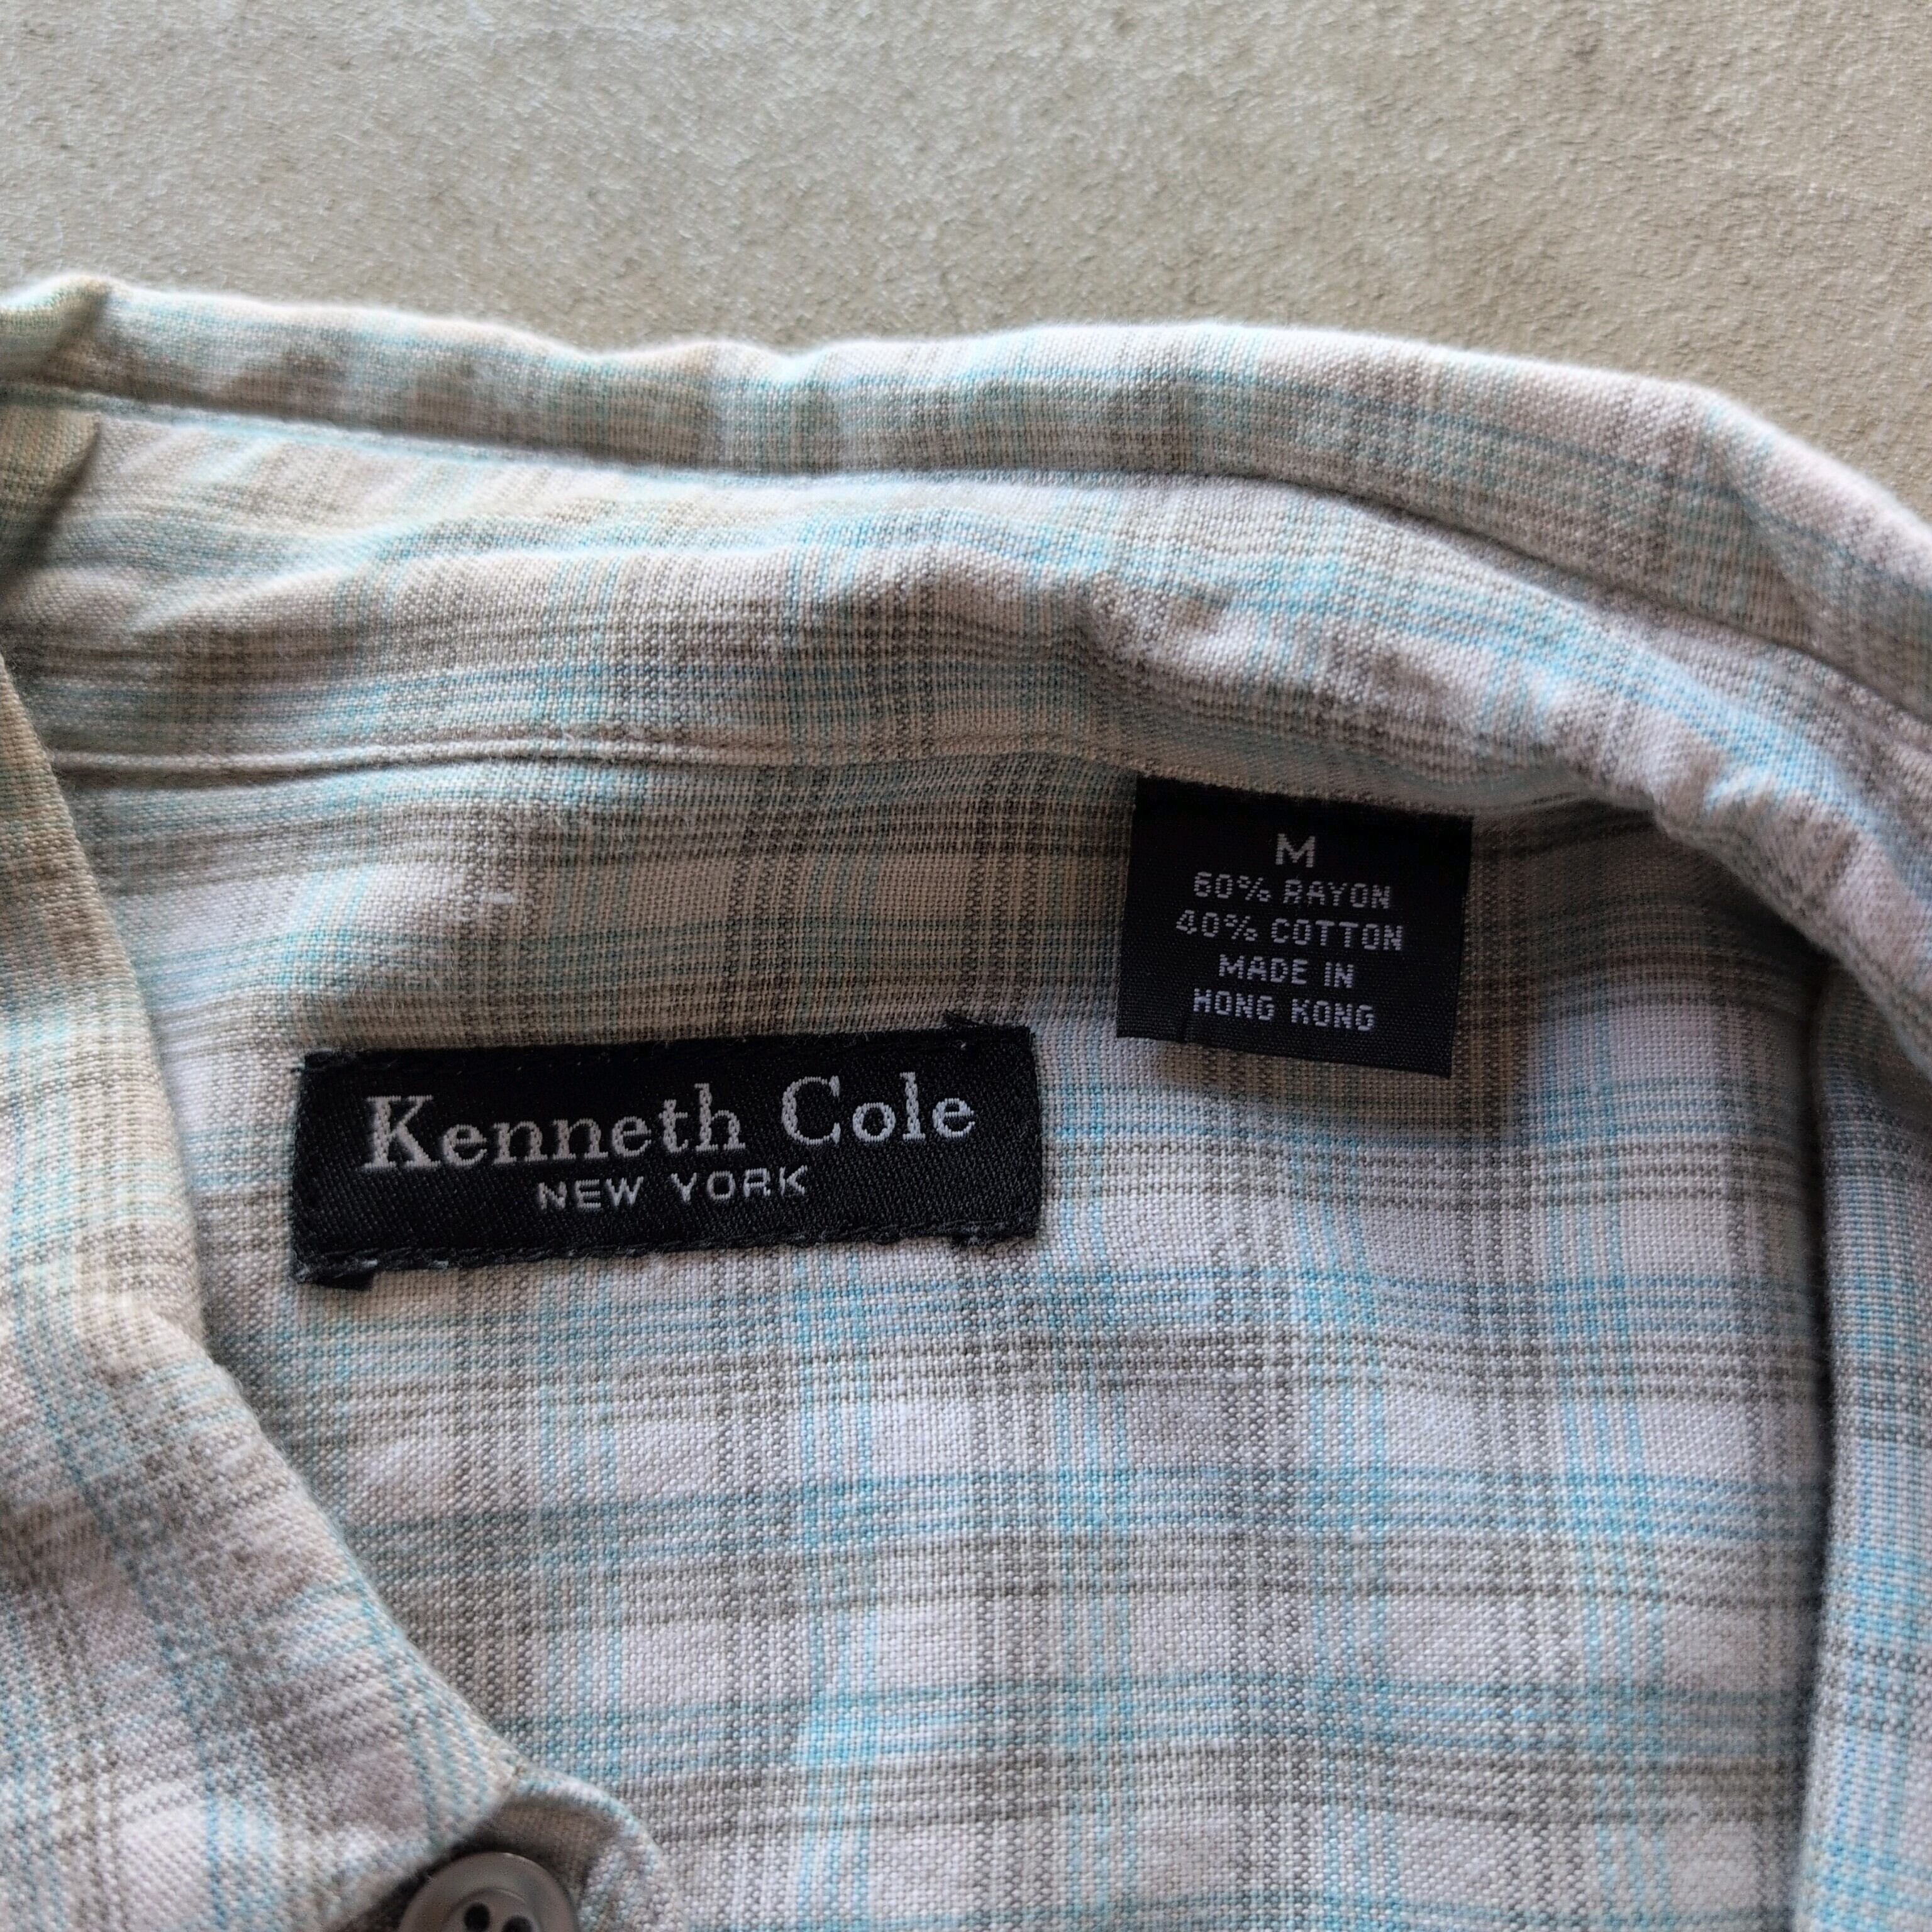 Kenneth Cole
NEW YORK
M
60% RAYON
40% COTTON
MADE IN
HONG KONG